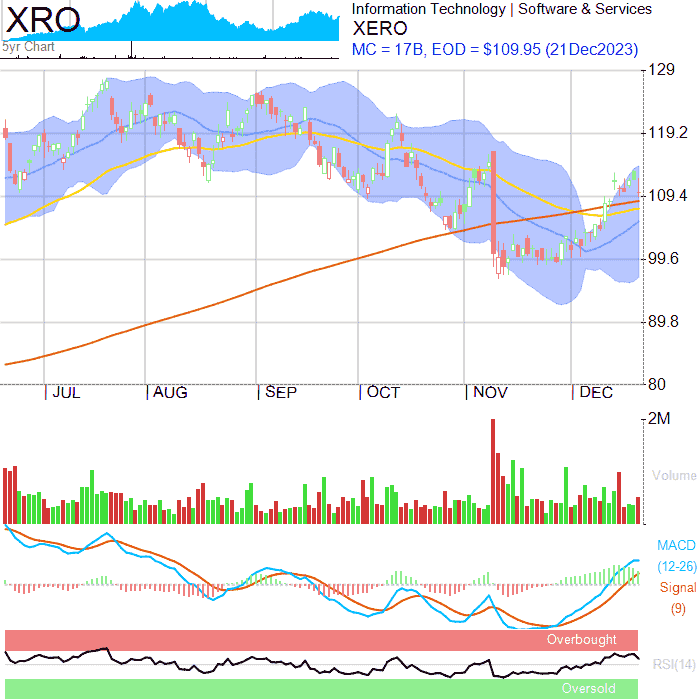 XRO
5yr Chart
Information Technology | Software & Services
XERO
MC = 17B, EOD = $109.95 (21Dec2023)
129
119.2
109.4
99.6
89.8
80
JUL AUG SEP OCT NOV DEC
2M
Volume
MACD
(12-26)
Signal
(9)
Overbought
RSI(14)
Oversold